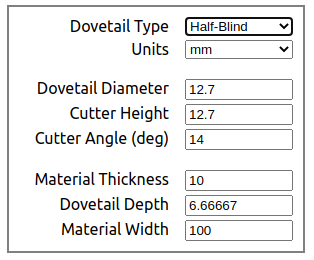 Dovetail Type Half-Blind
Units mm
Dovetail Diameter 12.7
Cutter Height 12.7
Cutter Angle (deg) 14
Material Thickness 10
Dovetail Depth 6.66667
Material Width 100